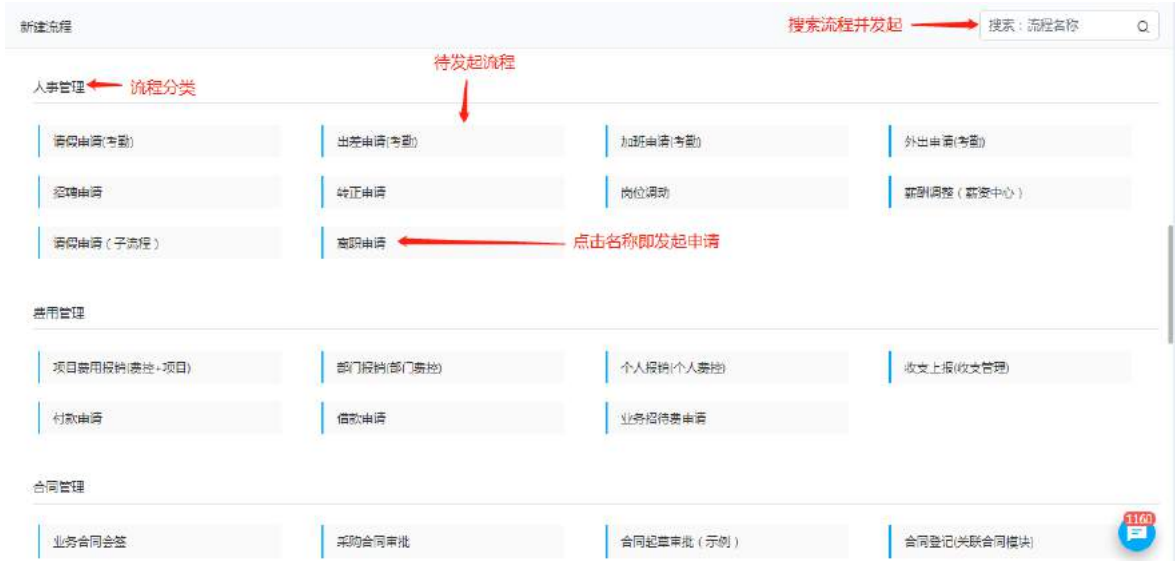 新建流程 搜索流程并发起 搜索：流程名称
待发起流程
人事管理 流程分类
请假申请(考勤) 出差申请(考勤) 加班申请(考勤) 外出申请(考勤)
招聘申请 转正申请 岗位调动 薪酬调整（薪资中心）
请假申请（子流程） 离职申请 点击名称即发起申请
费用管理
项目费用报销(费控+项目) 部门报销(部门费控) 个人报销(个人费控) 收支上报(收支管理)
付款申请 借款申请 业务招待费申请
合同管理
1160
业务合同会签 采购合同审批 合同起草审批（示例） 合同登记(关联合同模块)